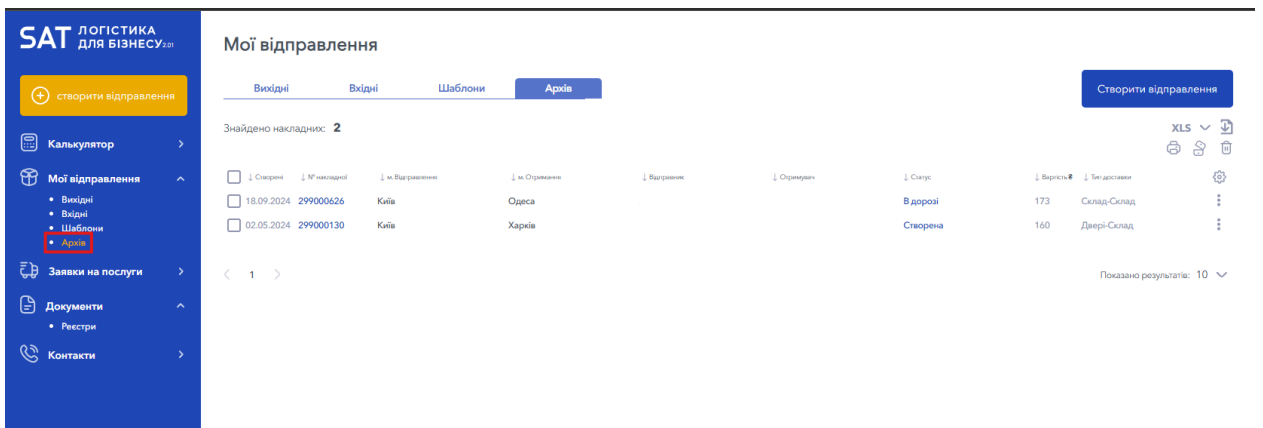 SAT ЛОГІСТИКА
ДЛЯ БІЗНЕСУ 2.01
створити відправлення
Калькулятор
Мої відправлення
Вихідні
Вхідні
Шаблони
Архів
Заявки на послуги
Документи
Реєстри
Контакти
Мої відправлення
Вихідні Вхідні Шаблони Архів
Створити відправлення
Знайдено накладних: 2
XLS
↓ Створені ↓ № накладної ↓ м. Відправлення ↓ м. Отримання ↓ Відправник ↓ Отримувач ↓ Статус ↓ Вартість ₴ ↓ Тип доставки
18.09.2024 299000626 Київ Одеса В дорозі 173 Склад-Склад
02.05.2024 299000130 Київ Харків Створена 160 Двері-Склад
< 1 >
Показано результатів: 10